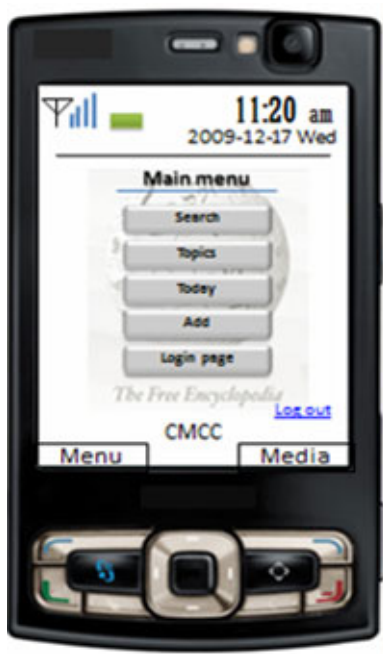 11:20 am
2009-12-17 Wed
Main menu
Search
Topics
Today
Add
Login page
The Free Encyclopedia
Log out
CMCC
Menu
Media